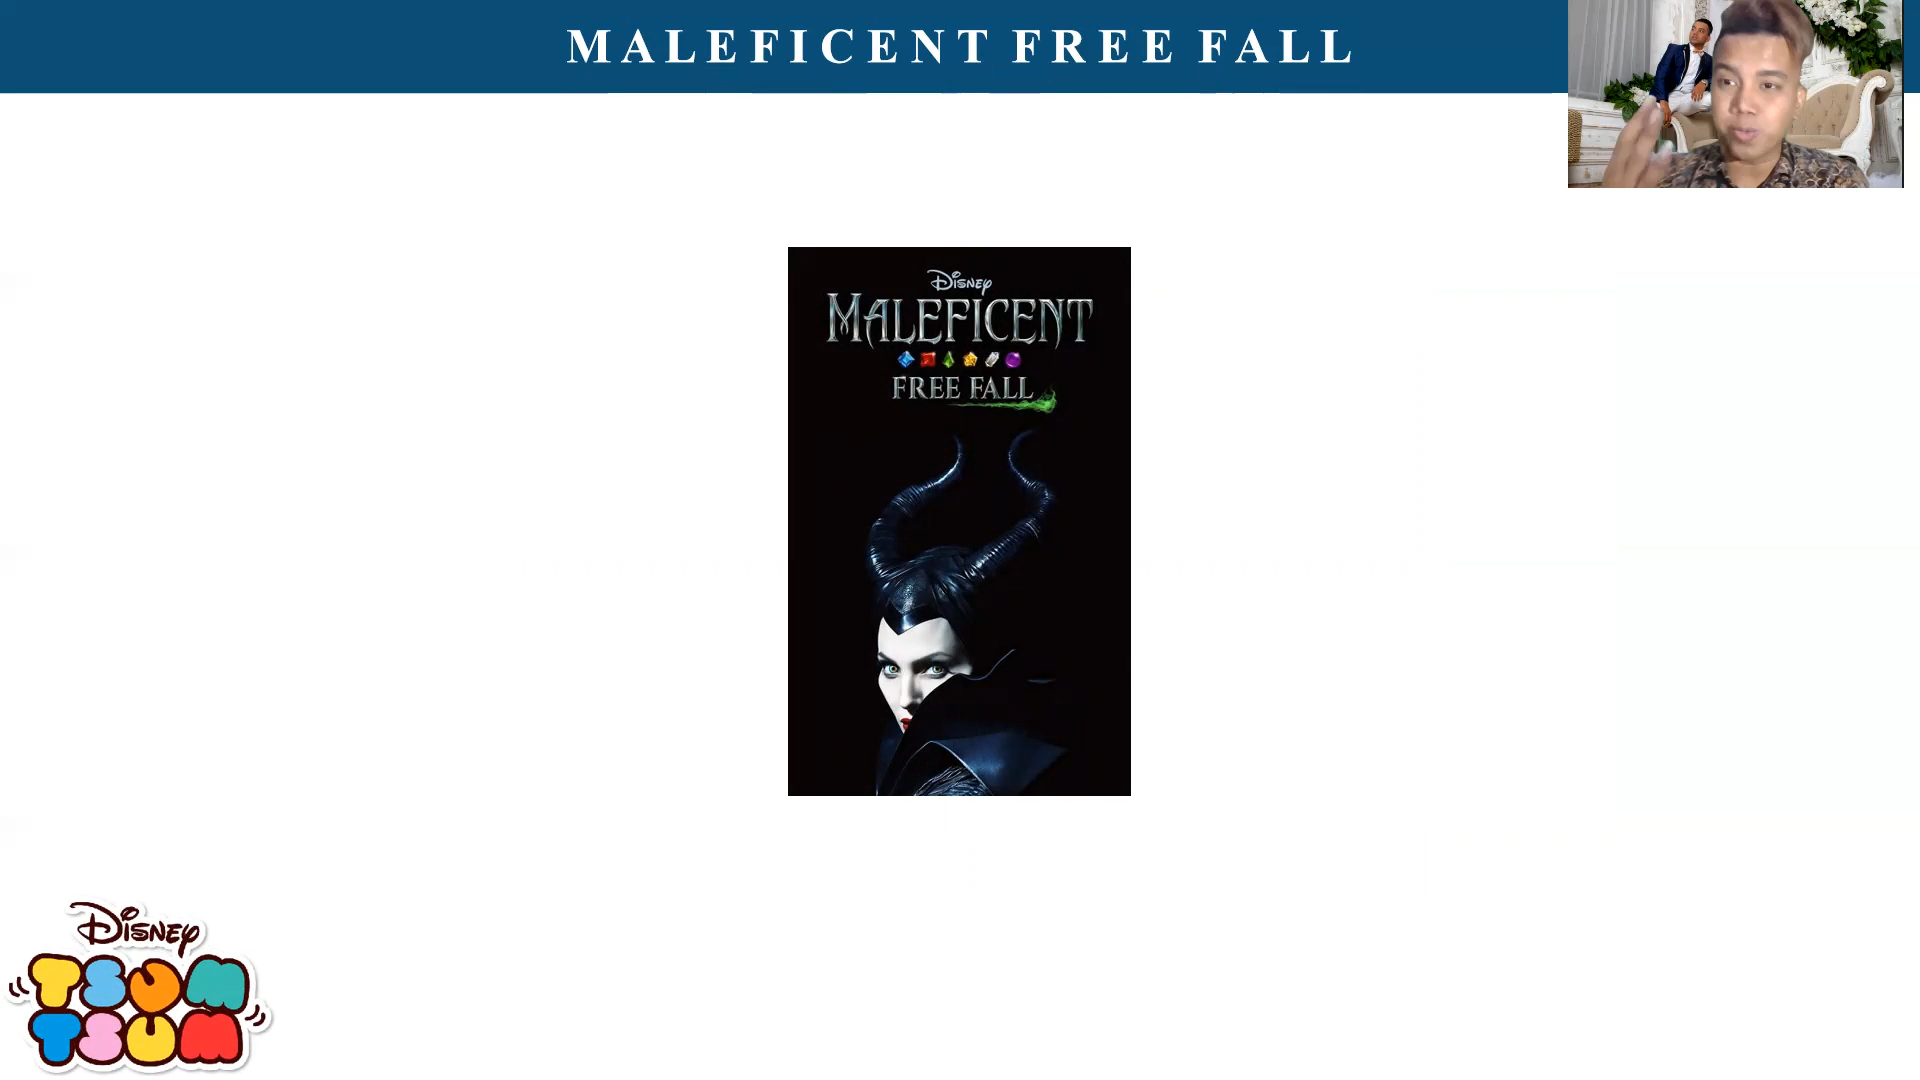 MALEFICENT FREE FALL
DISNEY
MALEFICENT
FREE FALL
DISNEY
TSUM
TSUM